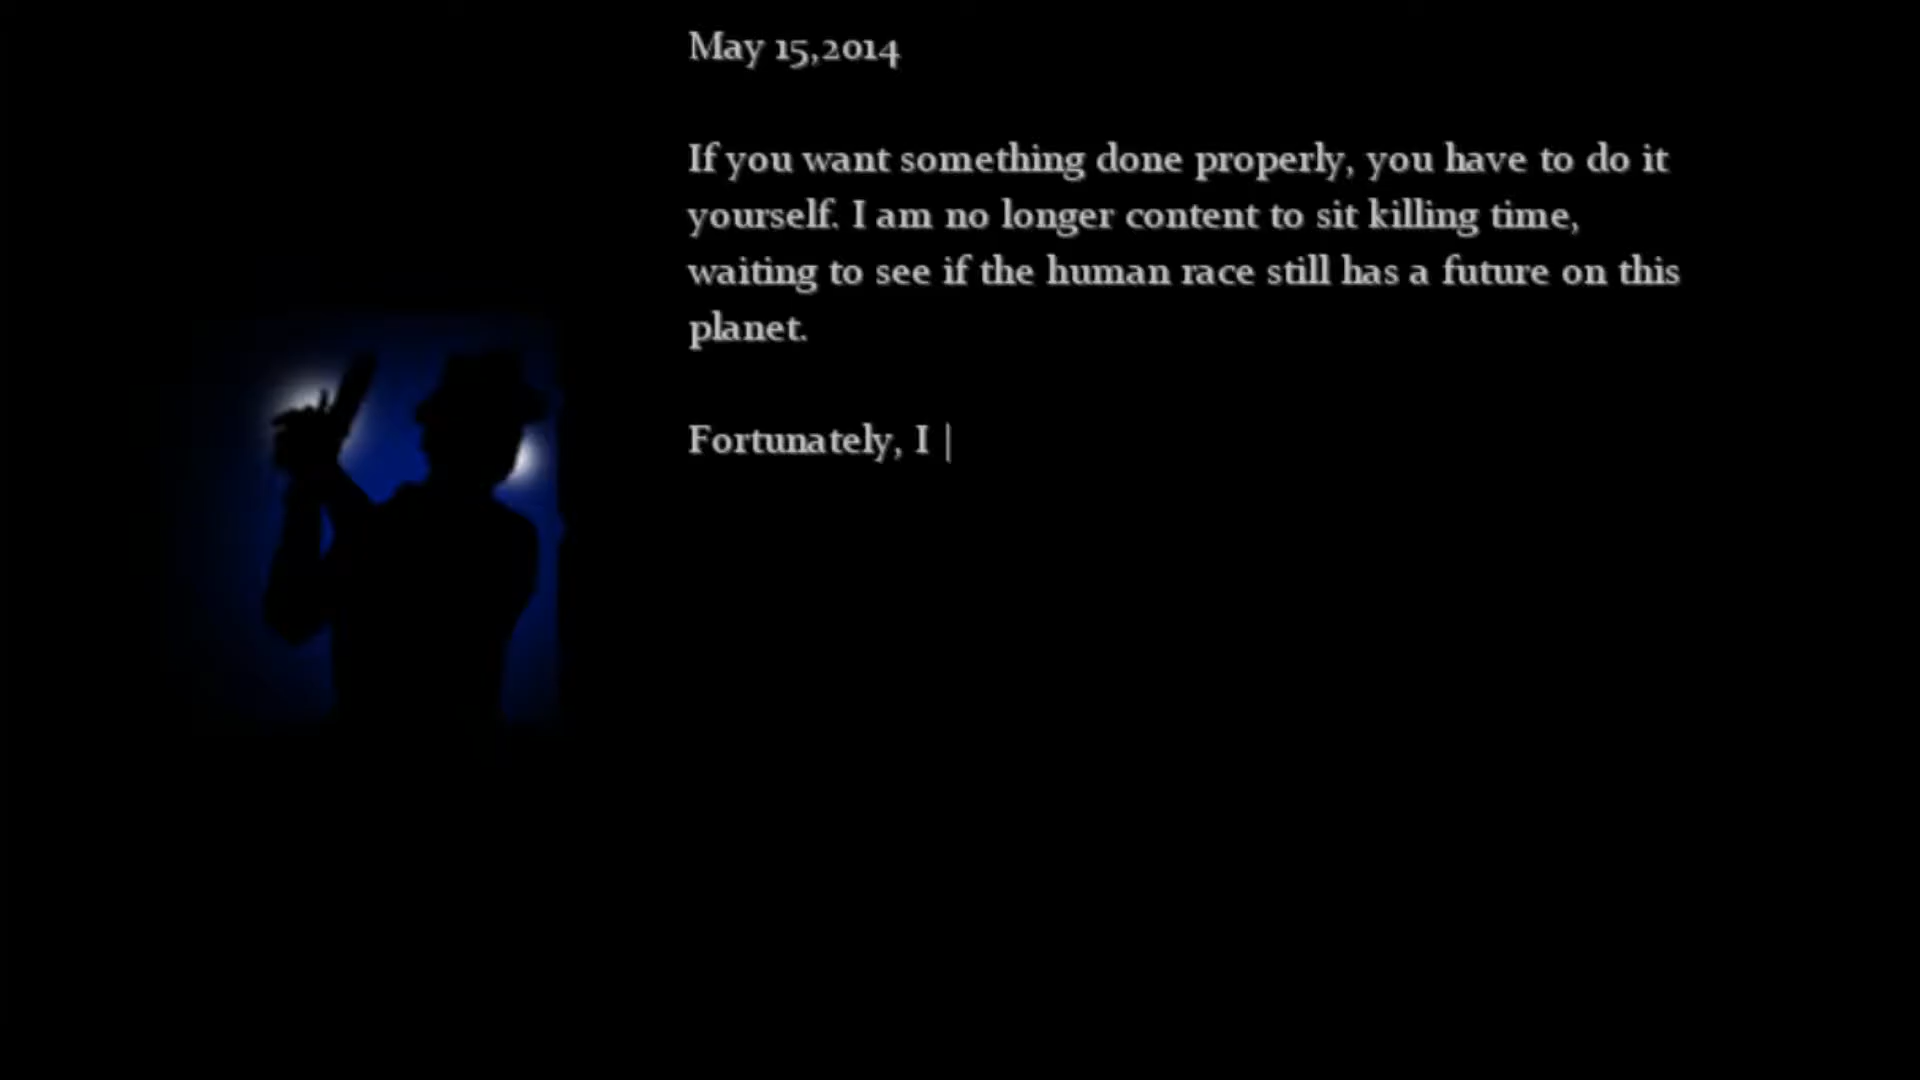 May 15,2014
If you want something done properly, you have to do it
yourself. I am no longer content to sit killing time,
waiting to see if the human race still has a future on this
planet.
Fortunately, I